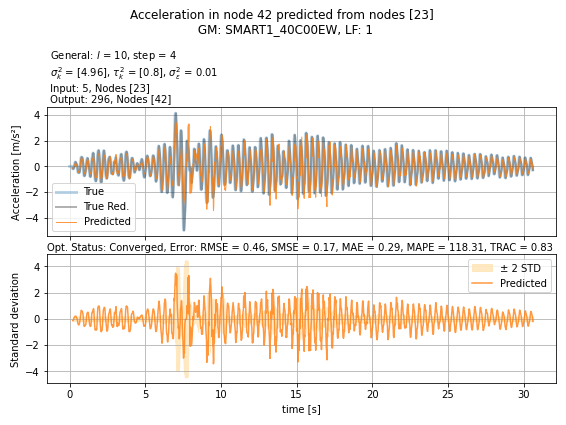 Acceleration in node 42 predicted from nodes [23]
GM: SMART1_40C00EW, LF: 1
General: l = 10, step = 4
σ²ₖ = [4.96], τ²ₖ = [0.8], σ²ε = 0.01
Input: 5, Nodes [23]
Output: 296, Nodes [42]
Acceleration [m/s²]
4
2
0
−2
−4
True
True Red.
Predicted
Opt. Status: Converged, Error: RMSE = 0.46, SMSE = 0.17, MAE = 0.29, MAPE = 118.31, TRAC = 0.83
Standard deviation
4
2
0
−2
−4
± 2 STD
Predicted
0 5 10 15 20 25 30
time [s]